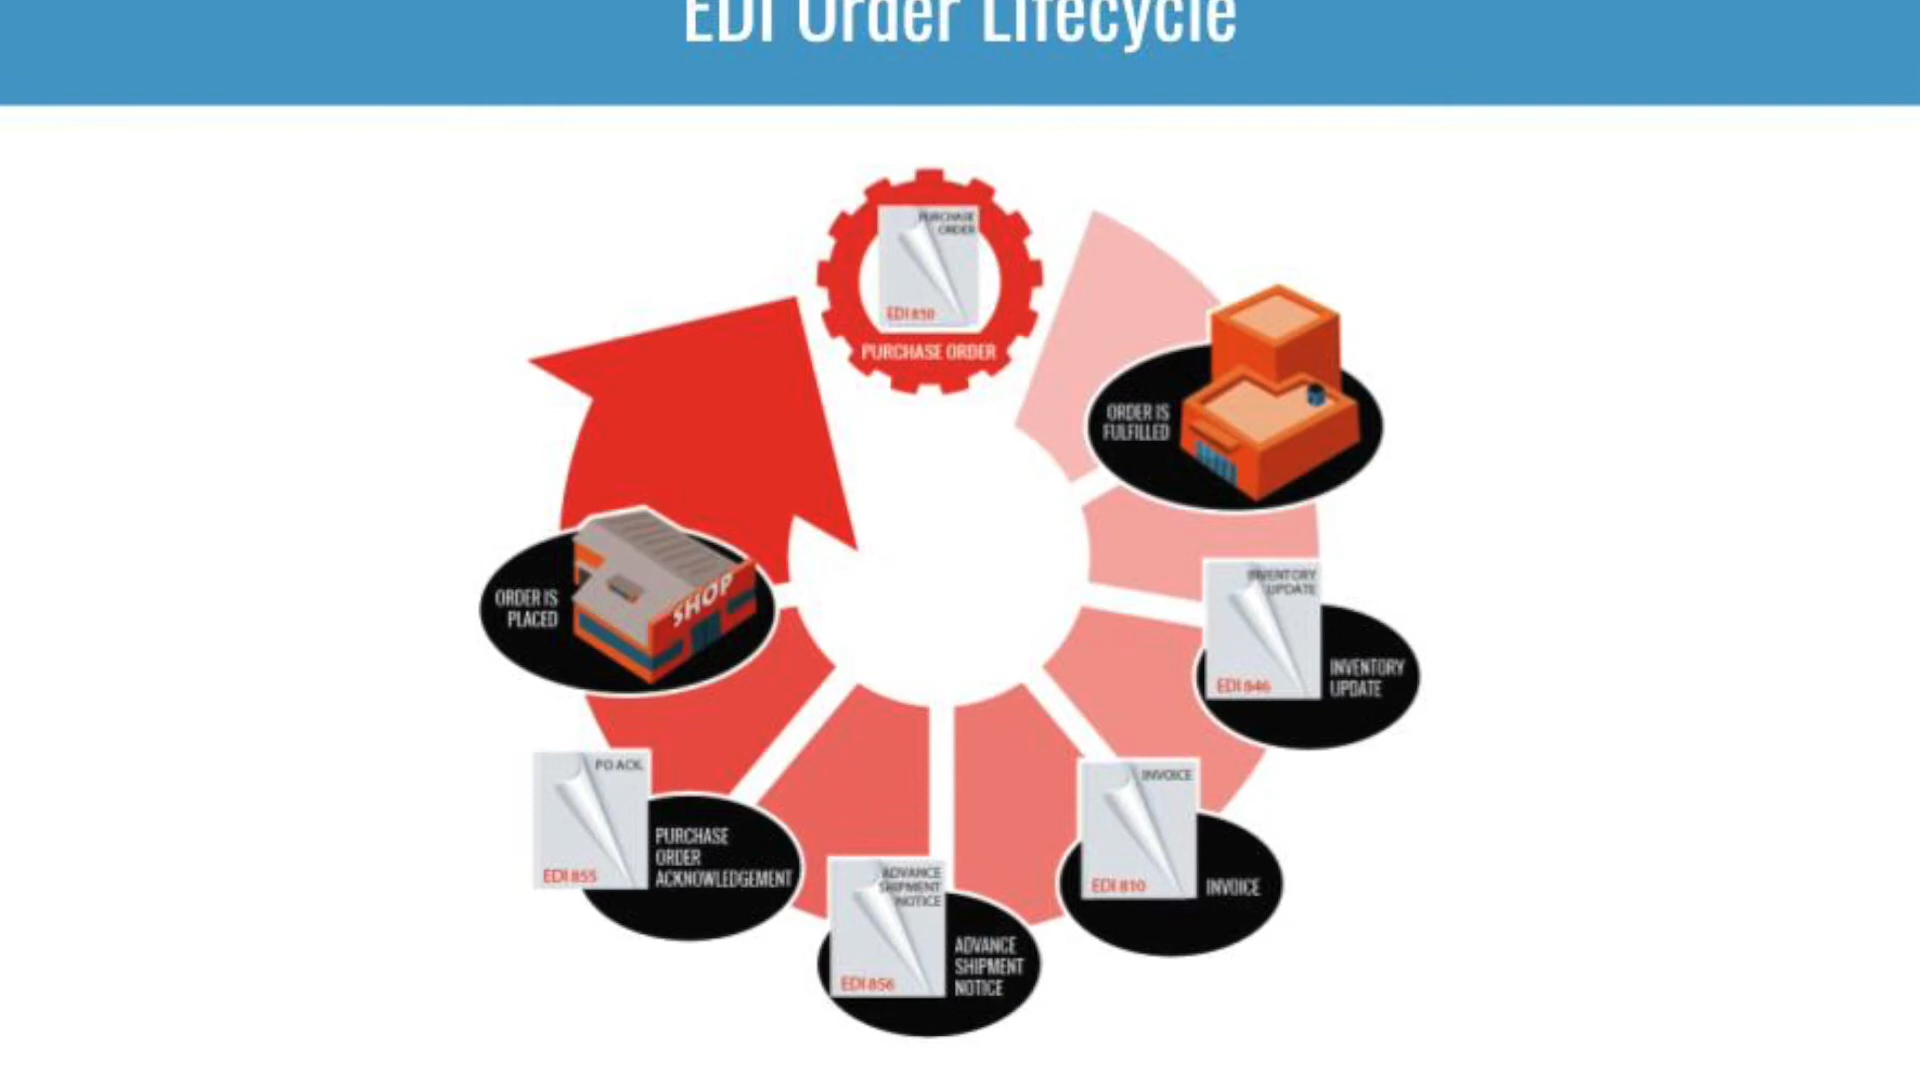 EDI Order Lifecycle
PURCHASE
ORDER
EDI 850
PURCHASE ORDER
ORDER IS
FULFILLED
INVENTORY
UPDATE
EDI 846
INVENTORY
UPDATE
INVOICE
EDI 810
INVOICE
ADVANCE
SHIPMENT
NOTICE
EDI 856
ADVANCE
SHIPMENT
NOTICE
PO ACK.
EDI 855
PURCHASE
ORDER
ACKNOWLEDGEMENT
ORDER IS
PLACED
SHOP